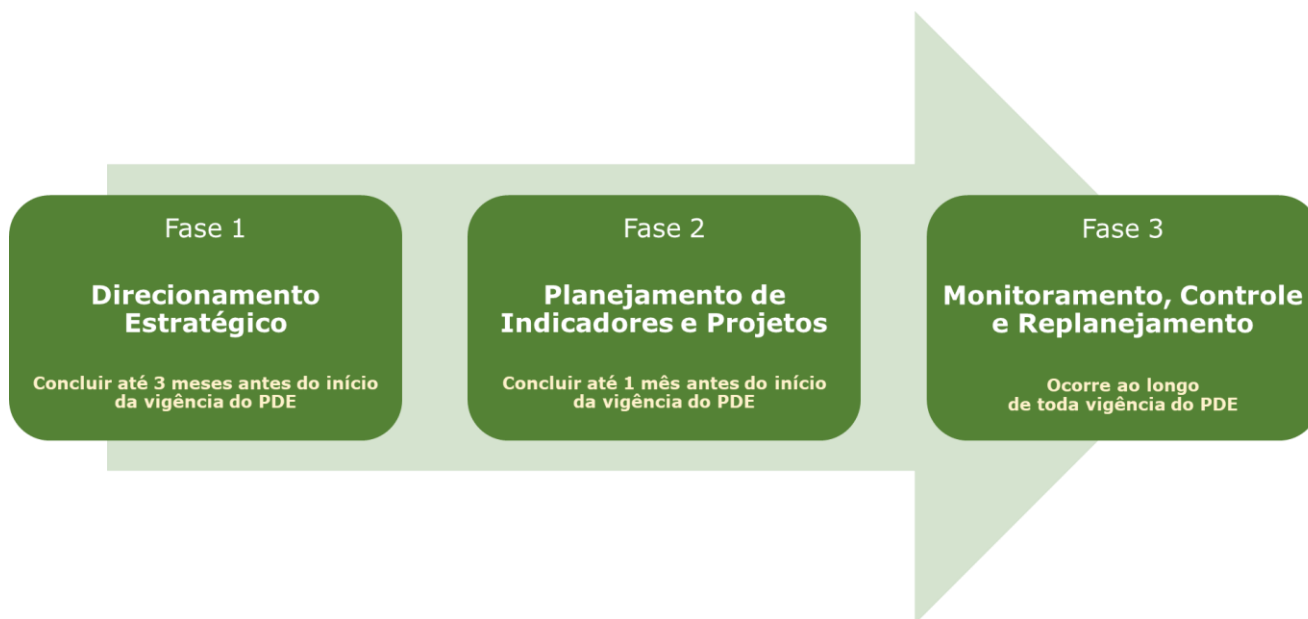 Fase 1
Direcionamento
Estratégico
Concluir até 3 meses antes do início
da vigência do PDE
Fase 2
Planejamento de
Indicadores e Projetos
Concluir até 1 mês antes do início
da vigência do PDE
Fase 3
Monitoramento, Controle
e Replanejamento
Ocorre ao longo
de toda vigência do PDE